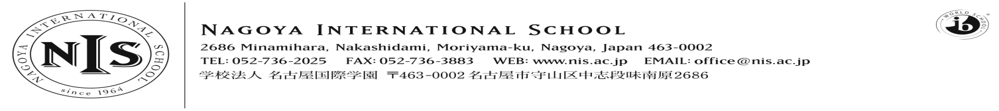 NAGOYA INTERNATIONAL SCHOOL
NIS
since 1964
NAGOYA INTERNATIONAL SCHOOL
2686 Minamihara, Nakashidami, Moriyama-ku, Nagoya, Japan 463-0002
TEL: 052-736-2025 FAX: 052-736-3883 WEB: www.nis.ac.jp EMAIL: office@nis.ac.jp
学校法人 名古屋国際学園 〒463-0002 名古屋市守山区中志段味南原2686
WORLD SCHOOL
ib
®